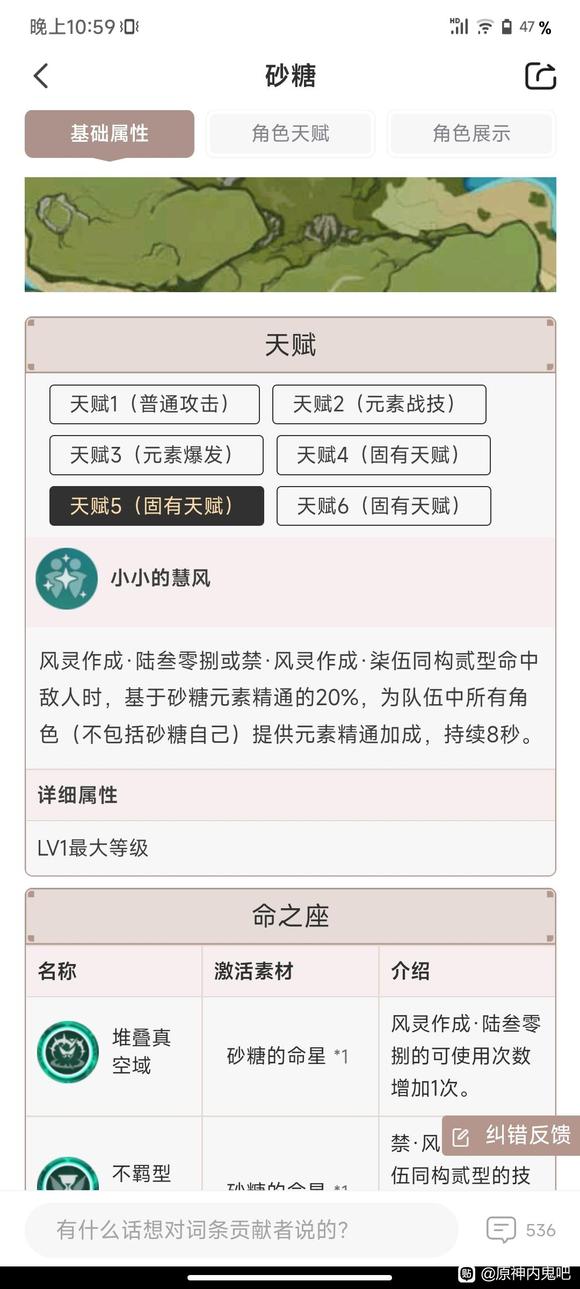 晚上10:59
HD 47 %
砂糖
基础属性 角色天赋 角色展示
天赋
天赋1（普通攻击） 天赋2（元素战技）
天赋3（元素爆发） 天赋4（固有天赋）
天赋5（固有天赋） 天赋6（固有天赋）
小小的慧风
风灵作成·陆叁零捌或禁·风灵作成·柒伍同构贰型命中
敌人时，基于砂糖元素精通的20%，为队伍中所有角
色（不包括砂糖自己）提供元素精通加成，持续8秒。
详细属性
LV1最大等级
命之座
名称 激活素材 介绍
堆叠真
空域
砂糖的命星 *1
风灵作成·陆叁零
捌的可使用次数
增加1次。
不羁型
砂糖的命星 *1
禁·风
伍同构贰型的技
纠错反馈
有什么话想对词条贡献者说的？
536
贴 @原神内鬼吧